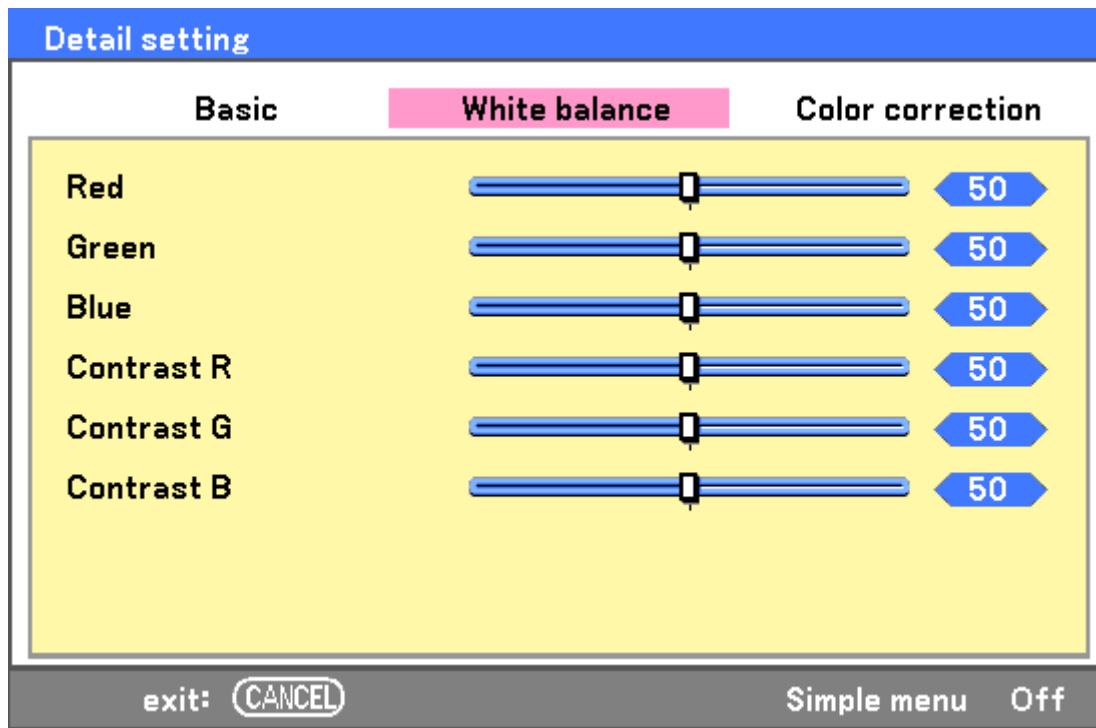 Detail setting
Basic White balance Color correction
Red 50
Green 50
Blue 50
Contrast R 50
Contrast G 50
Contrast B 50
exit: CANCEL Simple menu Off